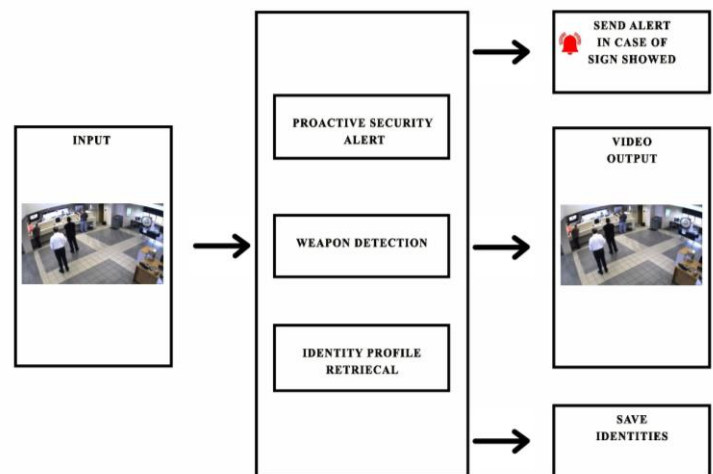 INPUT
PROACTIVE SECURITY
ALERT
WEAPON DETECTION
IDENTITY PROFILE
RETRIECAL
SEND ALERT
IN CASE OF
SIGN SHOWED
VIDEO
OUTPUT
SAVE
IDENTITIES